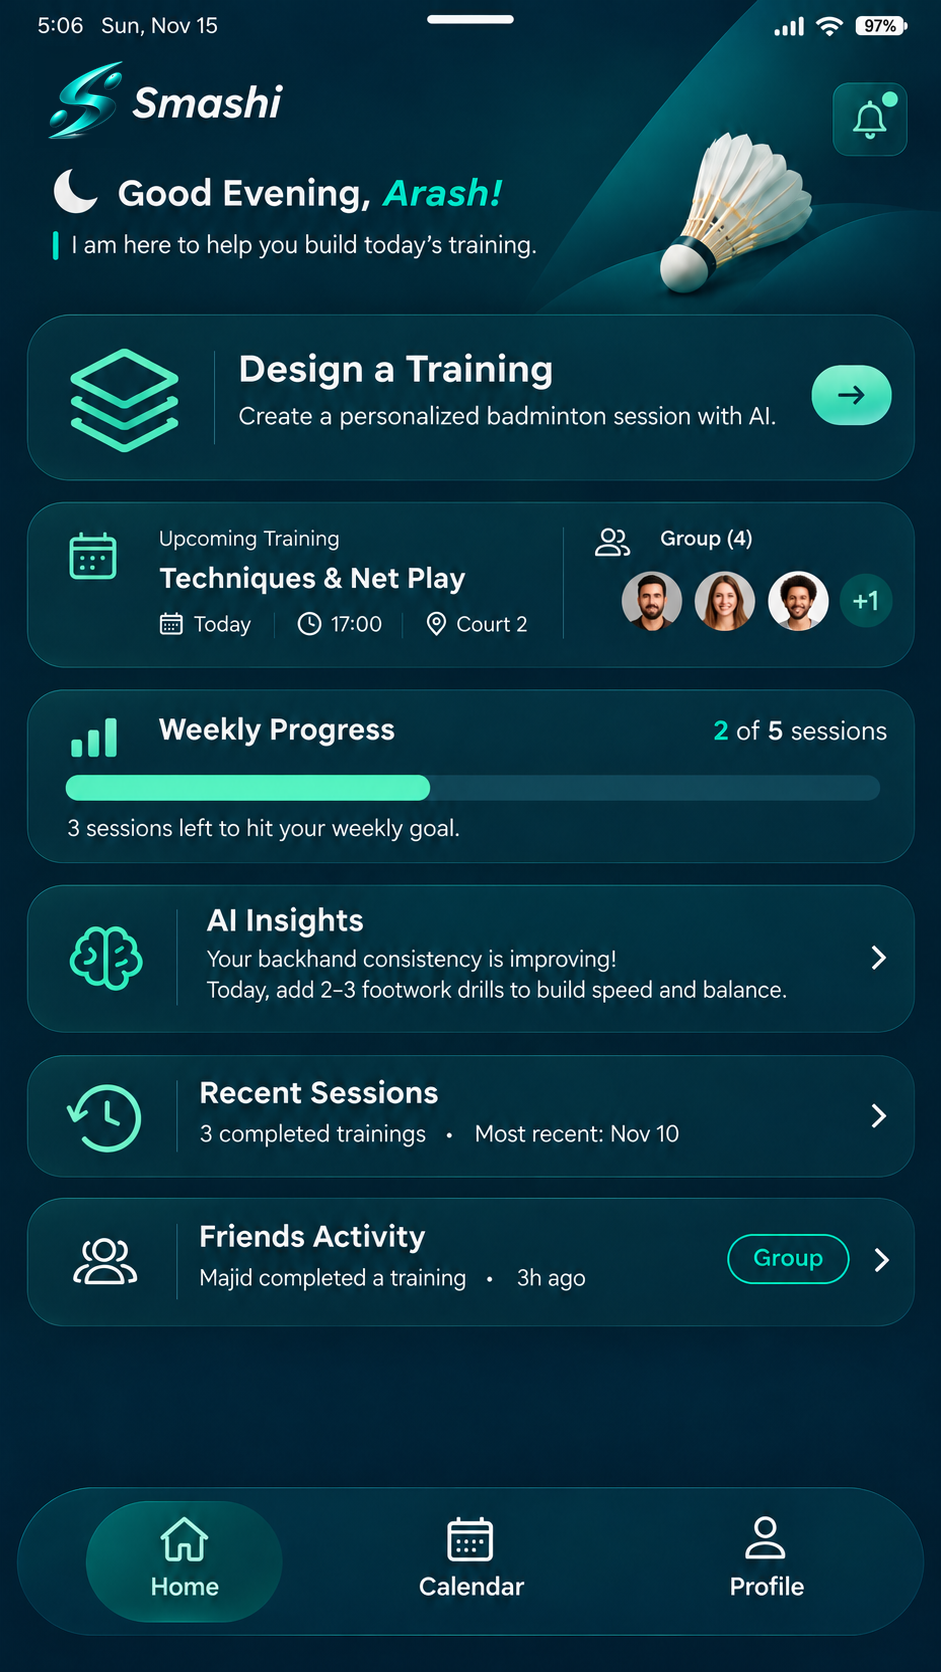 5:06 Sun, Nov 15
97%
Smashi
Good Evening, Arash!
I am here to help you build today’s training.
Design a Training
Create a personalized badminton session with AI.
Upcoming Training
Techniques & Net Play
Today 17:00 Court 2
Group (4)
+1
Weekly Progress
2 of 5 sessions
3 sessions left to hit your weekly goal.
AI Insights
Your backhand consistency is improving!
Today, add 2–3 footwork drills to build speed and balance.
Recent Sessions
3 completed trainings • Most recent: Nov 10
Friends Activity
Majid completed a training • 3h ago
Group
Home
Calendar
Profile